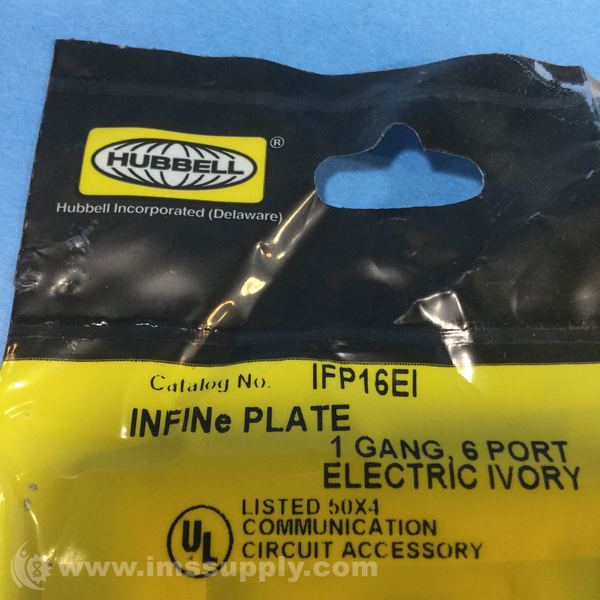 HUBBELL ®
Hubbell Incorporated (Delaware)
Catalog No. IFP16EI
INFINe PLATE
1 GANG, 6 PORT
ELECTRIC IVORY
UL
LISTED 50X4
COMMUNICATION
CIRCUIT ACCESSORY
www.imssupply.com